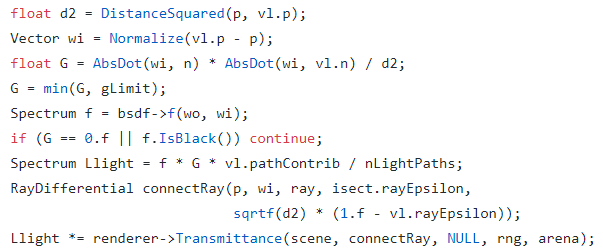 float d2 = DistanceSquared(p, vl.p);
Vector wi = Normalize(vl.p - p);
float G = AbsDot(wi, n) * AbsDot(wi, vl.n) / d2;
G = min(G, gLimit);
Spectrum f = bsdf->f(wo, wi);
if (G == 0.f || f.IsBlack()) continue;
Spectrum Llight = f * G * vl.pathContrib / nLightPaths;
RayDifferential connectRay(p, wi, ray, isect.rayEpsilon,
sqrtf(d2) * (1.f - vl.rayEpsilon));
Llight *= renderer->Transmittance(scene, connectRay, NULL, rng, arena);